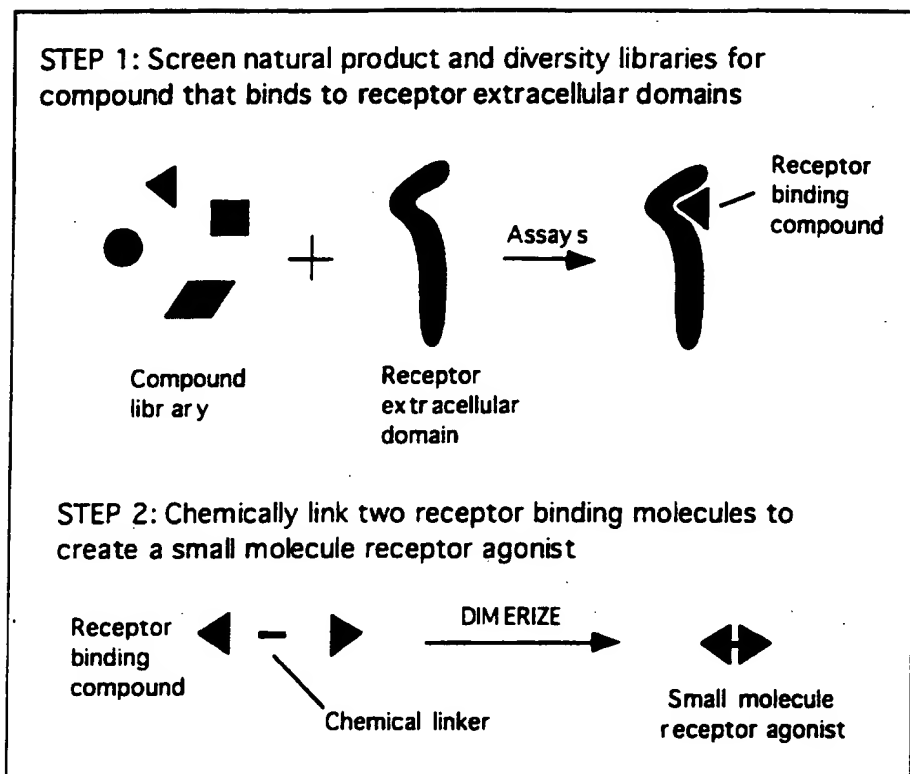 STEP 1: Screen natural product and diversity libraries for
compound that binds to receptor extracellular domains
Receptor
binding
compound
Assays
Compound
library
Receptor
extracellular
domain
STEP 2: Chemically link two receptor binding molecules to
create a small molecule receptor agonist
Receptor
binding
compound
DIMERIZE
Chemical linker
Small molecule
receptor agonist